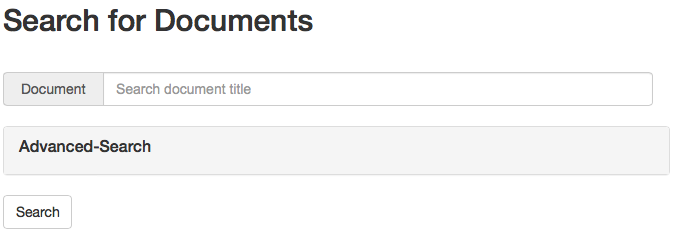 Search for Documents
Document Search document title
Advanced-Search
Search